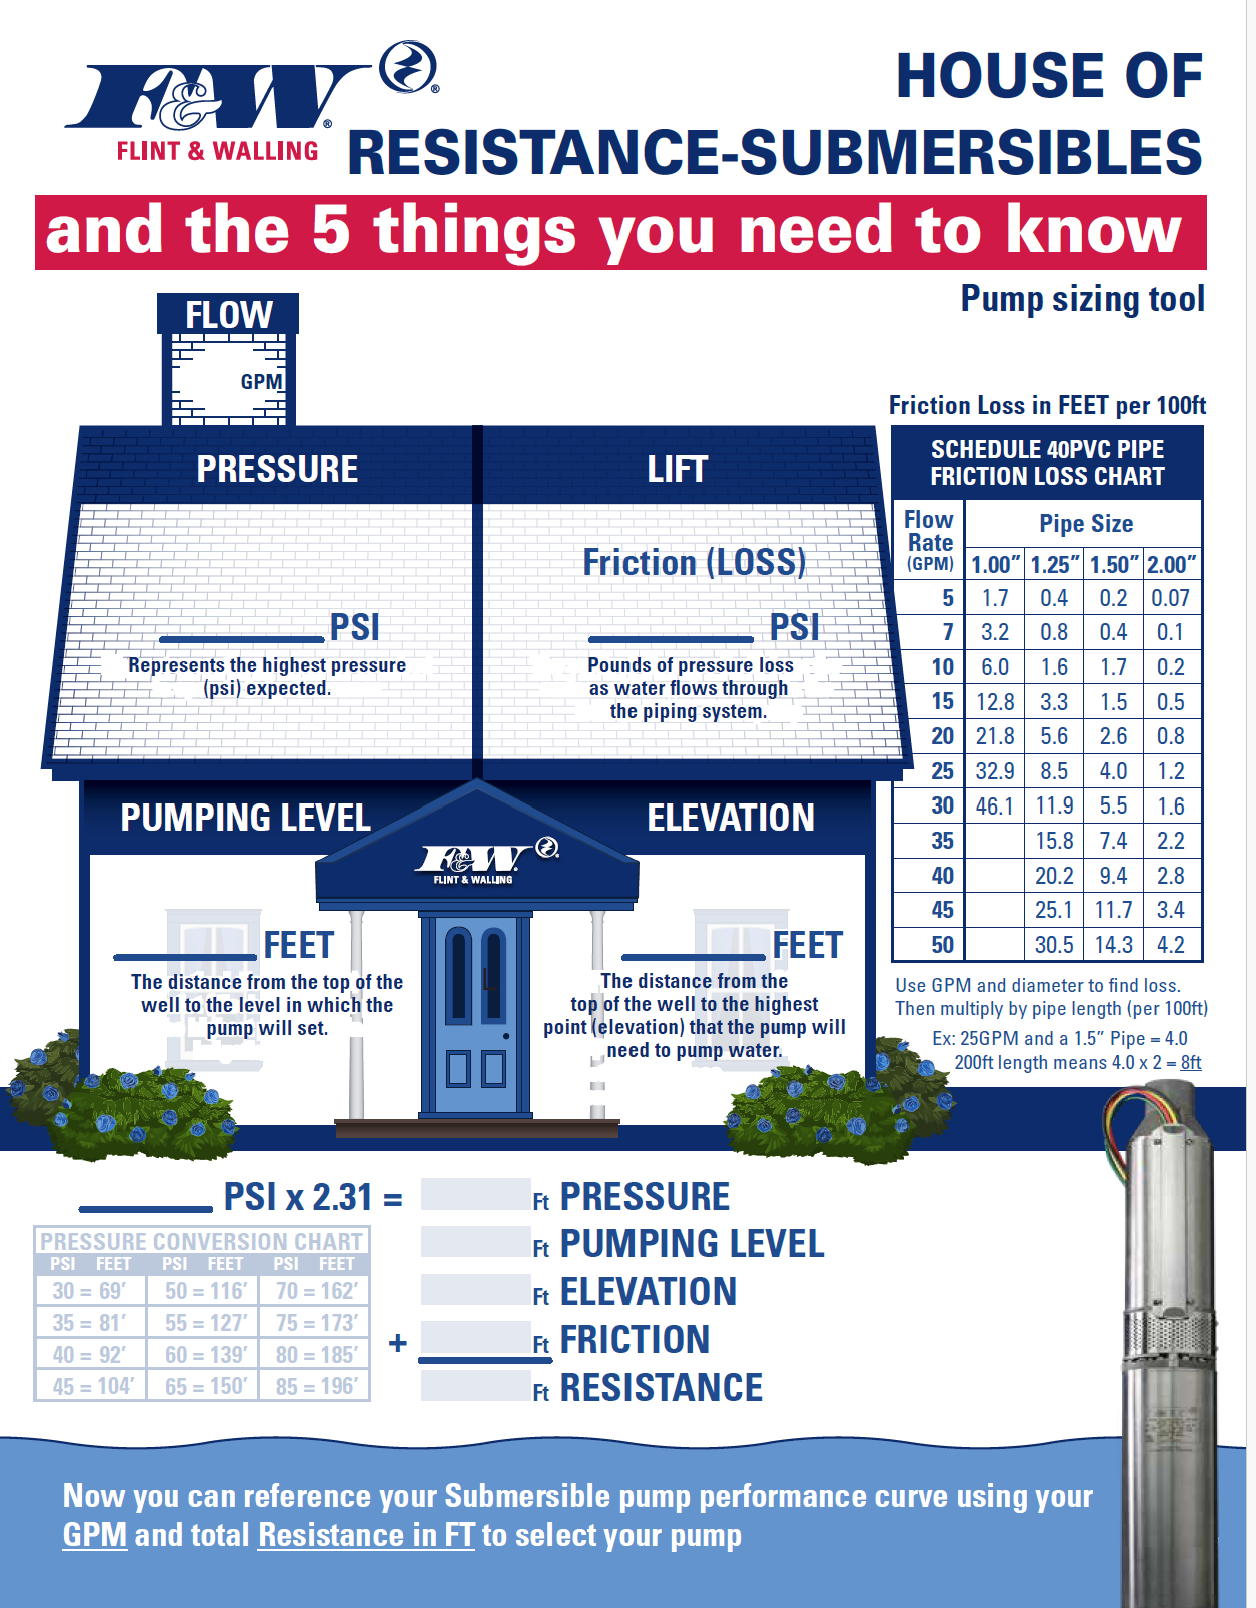 F&W®
®
FLINT & WALLING
HOUSE OF
RESISTANCE-SUBMERSIBLES
and the 5 things you need to know
Pump sizing tool
FLOW
GPM
PRESSURE
PSI
Represents the highest pressure
(psi) expected.
LIFT
Friction (LOSS)
PSI
Pounds of pressure loss
as water flows through
the piping system.
PUMPING LEVEL
FEET
The distance from the top of the
well to the level in which the
pump will set.
F&W®
FLINT & WALLING
ELEVATION
FEET
The distance from the
top of the well to the highest
point (elevation) that the pump will
need to pump water.
Friction Loss in FEET per 100ft
SCHEDULE 40PVC PIPE
FRICTION LOSS CHART
Flow Rate (GPM) Pipe Size
1.00” 1.25” 1.50” 2.00”
5 1.7 0.4 0.2 0.07
7 3.2 0.8 0.4 0.1
10 6.0 1.6 1.7 0.2
15 12.8 3.3 1.5 0.5
20 21.8 5.6 2.6 0.8
25 32.9 8.5 4.0 1.2
30 46.1 11.9 5.5 1.6
35 15.8 7.4 2.2
40 20.2 9.4 2.8
45 25.1 11.7 3.4
50 30.5 14.3 4.2
Use GPM and diameter to find loss.
Then multiply by pipe length (per 100ft)
Ex: 25GPM and a 1.5” Pipe = 4.0
200ft length means 4.0 x 2 = 8ft
PSI x 2.31 = Ft PRESSURE
Ft PUMPING LEVEL
Ft ELEVATION
+ Ft FRICTION
Ft RESISTANCE
PRESSURE CONVERSION CHART
PSI FEET PSI FEET PSI FEET
30 = 69’ 50 = 116’ 70 = 162’
35 = 81’ 55 = 127’ 75 = 173’
40 = 92’ 60 = 139’ 80 = 185’
45 = 104’ 65 = 150’ 85 = 196’
Now you can reference your Submersible pump performance curve using your
GPM and total Resistance in FT to select your pump